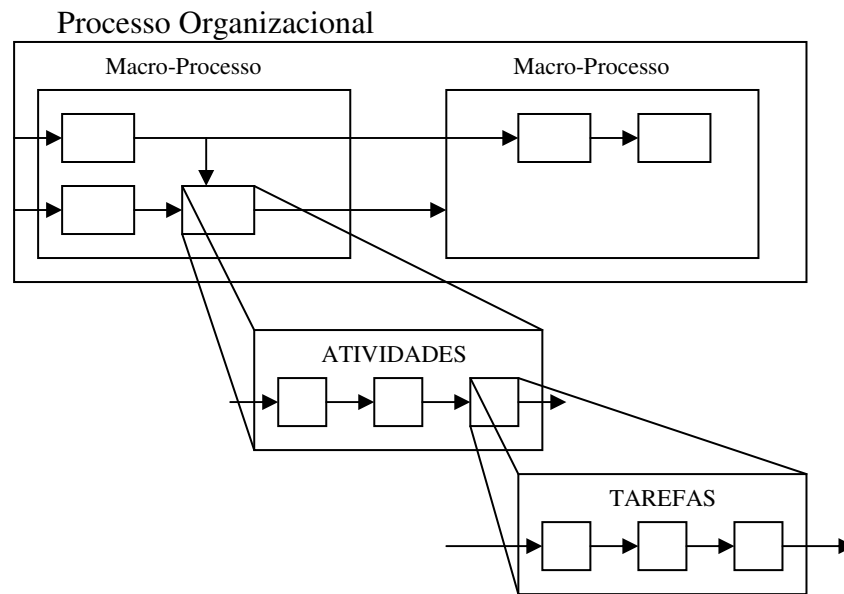 Processo Organizacional
Macro-Processo
Macro-Processo
ATIVIDADES
TAREFAS